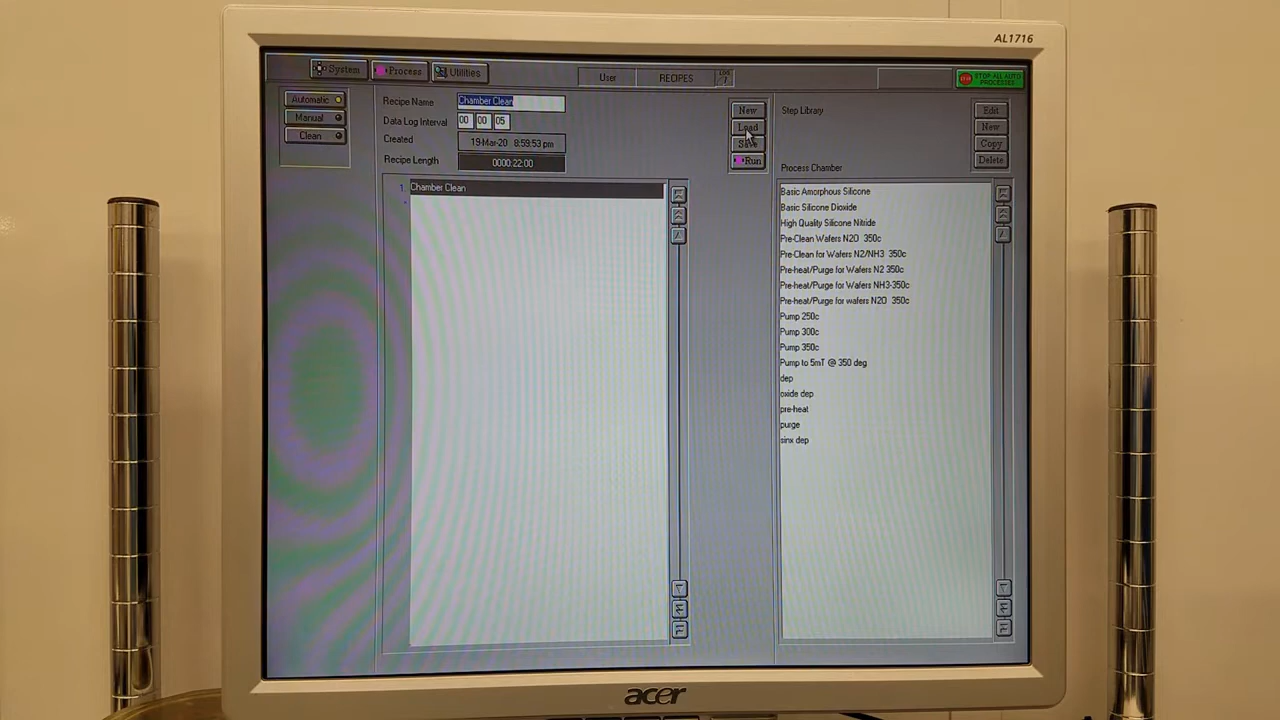 AL1716
System Process Utilities User RECIPES
STOP ALL AUTO
PROCESSES
Automatic
Manual
Clean
Recipe Name Chamber Clean
Data Log Interval 00 00 05
Created 19-Mar-20 8:59:53 pm
Recipe Length 0000:22:00
New
Load
Save
Run
Step Library
Edit
New
Copy
Delete
Process Chamber
1. Chamber Clean
Basic Amorphous Silicone
Basic Silicone Dioxide
High Quality Silicone Nitride
Pre-Clean Wafers N2O 350c
Pre-Clean for Wafers N2/NH3 350c
Pre-heat/Purge for Wafers N2 350c
Pre-heat/Purge for Wafers NH3-350c
Pre-heat/Purge for wafers N2O 350c
Pump 250c
Pump 300c
Pump 350c
Pump to 5mT @ 350 deg
dep
oxide dep
pre-heat
purge
sinx dep
acer